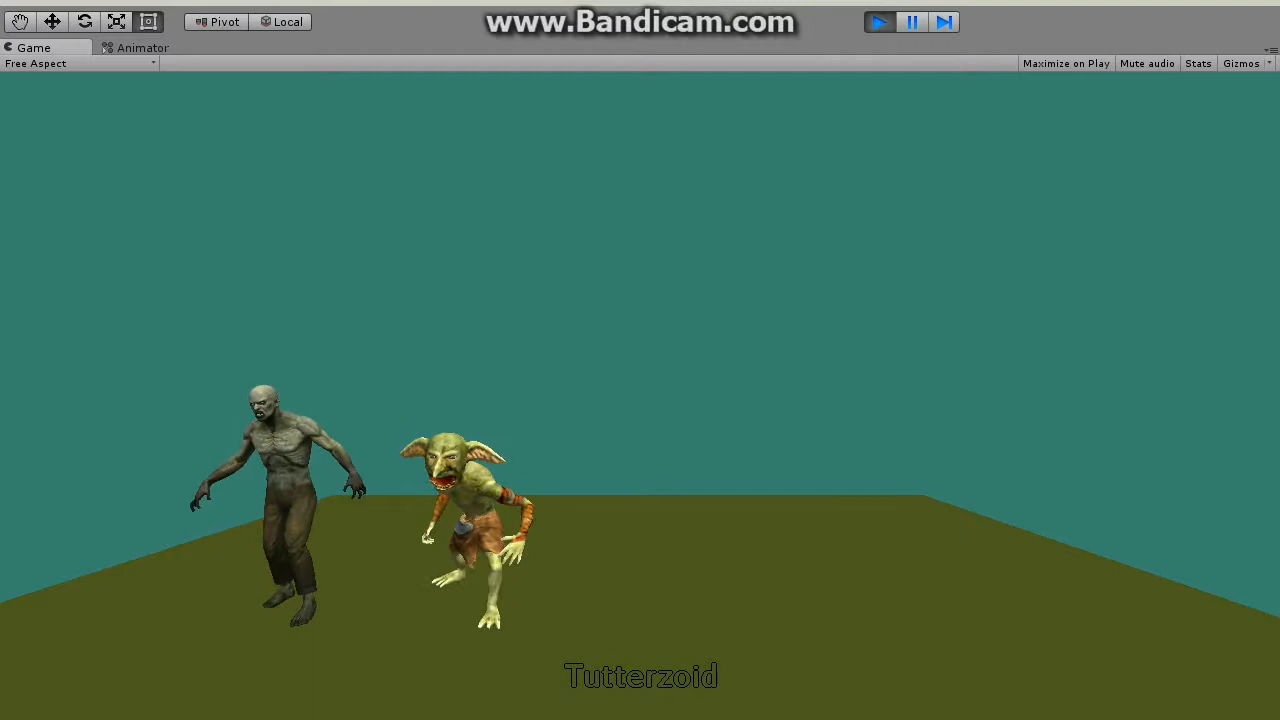 www.Bandicam.com
Pivot Local
Game Animator
Free Aspect Maximize on Play Mute audio Stats Gizmos
Tutterzoid